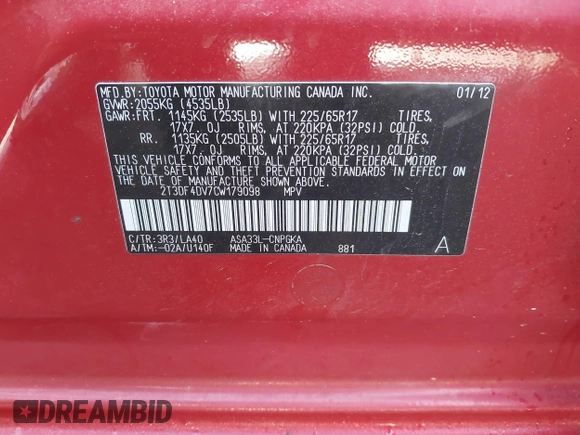 MFD.BY:TOYOTA MOTOR MANUFACTURING CANADA INC. 01/12
GVWR:2055KG (4535LB)
GAWR:FRT. 1145KG (2535LB) WITH 225/65R17 TIRES,
17X7.0J RIMS, AT 220KPA (32PSI) COLD.
RR. 1135KG (2505LB) WITH 225/65R17 TIRES,
17X7.0J RIMS, AT 220KPA (32PSI) COLD.
THIS VEHICLE CONFORMS TO ALL APPLICABLE FEDERAL MOTOR
VEHICLE SAFETY AND THEFT PREVENTION STANDARDS IN EFFECT
ON THE DATE OF MANUFACTURE SHOWN ABOVE.
2T3DF4DV7CW179098 MPV
C/TR:3R3/LA40 ASA33L-CNPGKA
A/TM:-02A/U140F MADE IN CANADA 881 A
DREAMBID